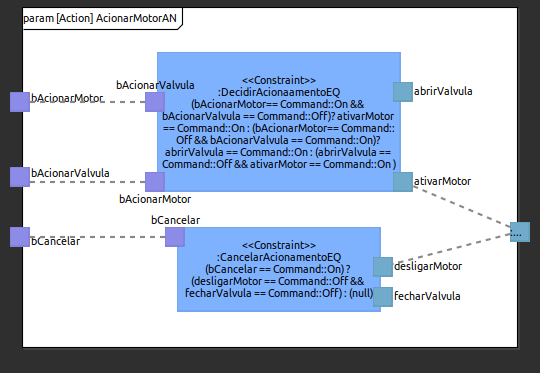 param [Action] AcionarMotorAN
bAcionarMotor
bAcionarValvula
<<Constraint>>
:DecidirAcionaamentoEQ
(bAcionarMotor== Command::On &&
bAcionarValvula == Command::Off)? ativarMotor
== Command::On : (bAcionarMotor== Command::
Off && bAcionarValvula == Command::On)?
abrirValvula == Command::On : (abrirValvula ==
Command::Off && ativarMotor == Command::On )
abrirValvula
bAcionarValvula
bAcionarMotor
ativarMotor
bCancelar
bCancelar
<<Constraint>>
:CancelarAcionamentoEQ
(bCancelar == Command::On) ?
(desligarMotor == Command::Off &&
fecharValvula == Command::Off) : (null)
desligarMotor
fecharValvula
:...